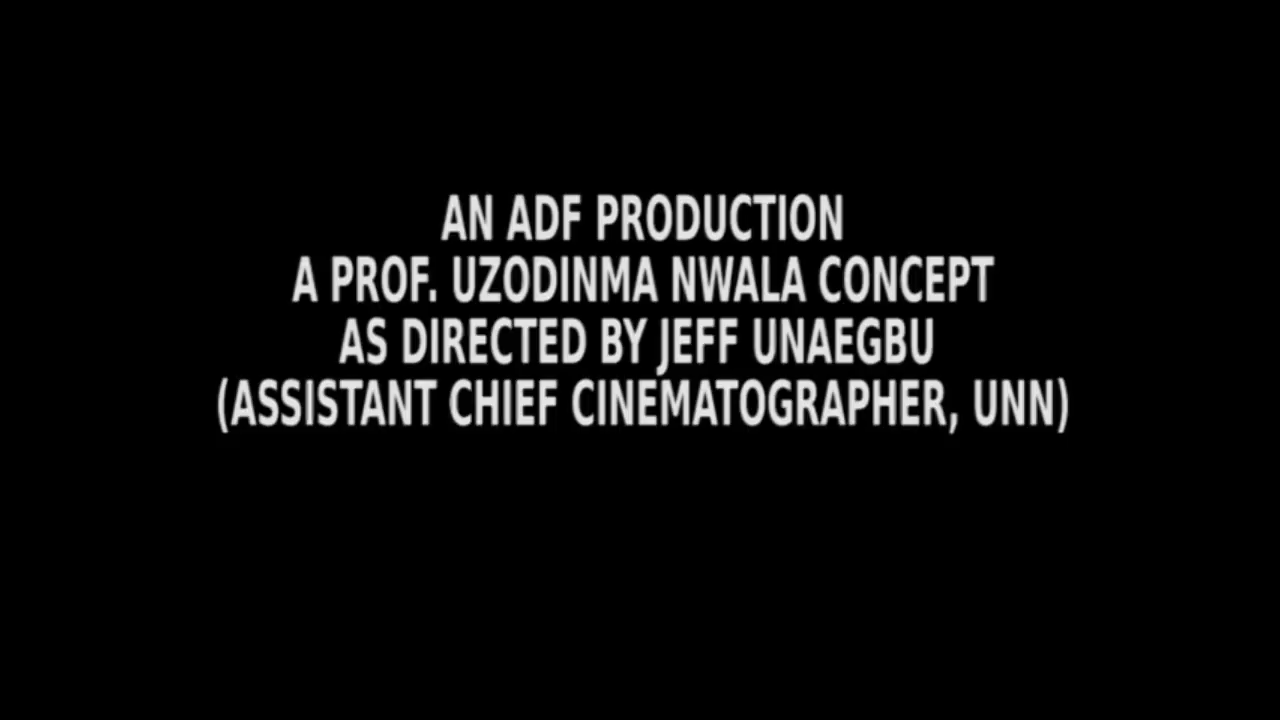 AN ADF PRODUCTION
A PROF. UZODINMA NWALA CONCEPT
AS DIRECTED BY JEFF UNAEGBU
(ASSISTANT CHIEF CINEMATOGRAPHER, UNN)